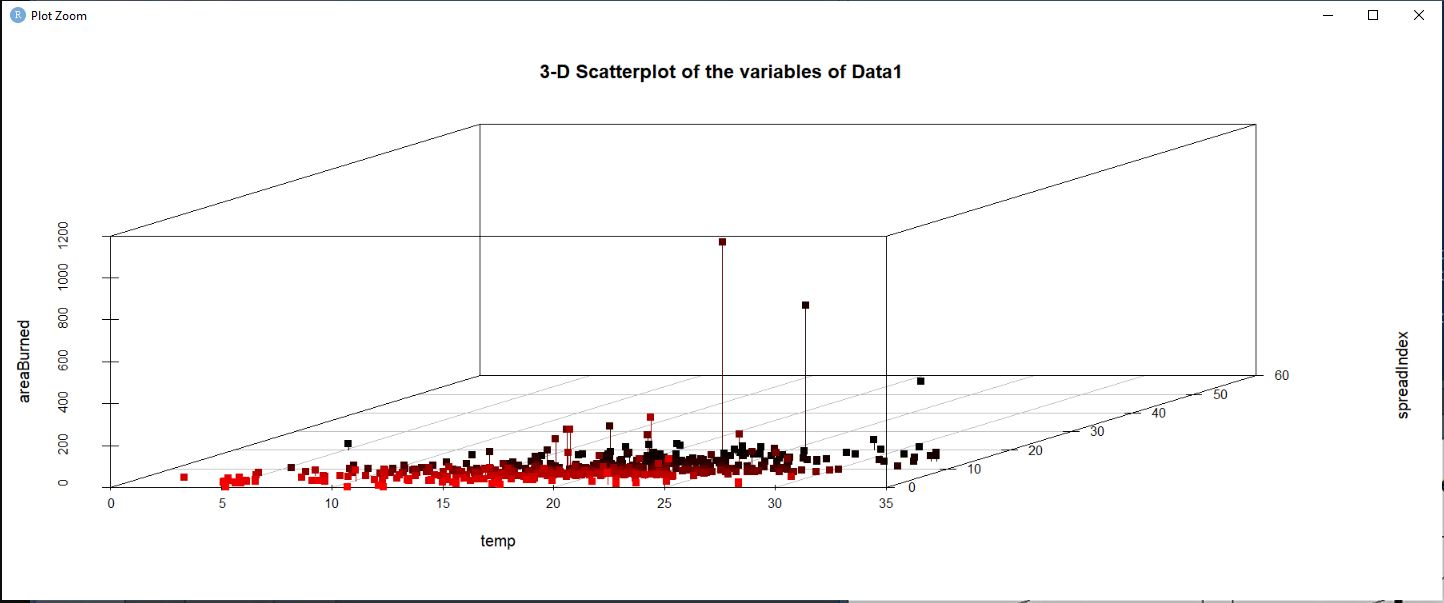 R Plot Zoom
3-D Scatterplot of the variables of Data1
1200
1000
800
600
400
200
0
areaBurned
0 5 10 15 20 25 30 35
temp
0
10
20
30
40
50
60
spreadIndex